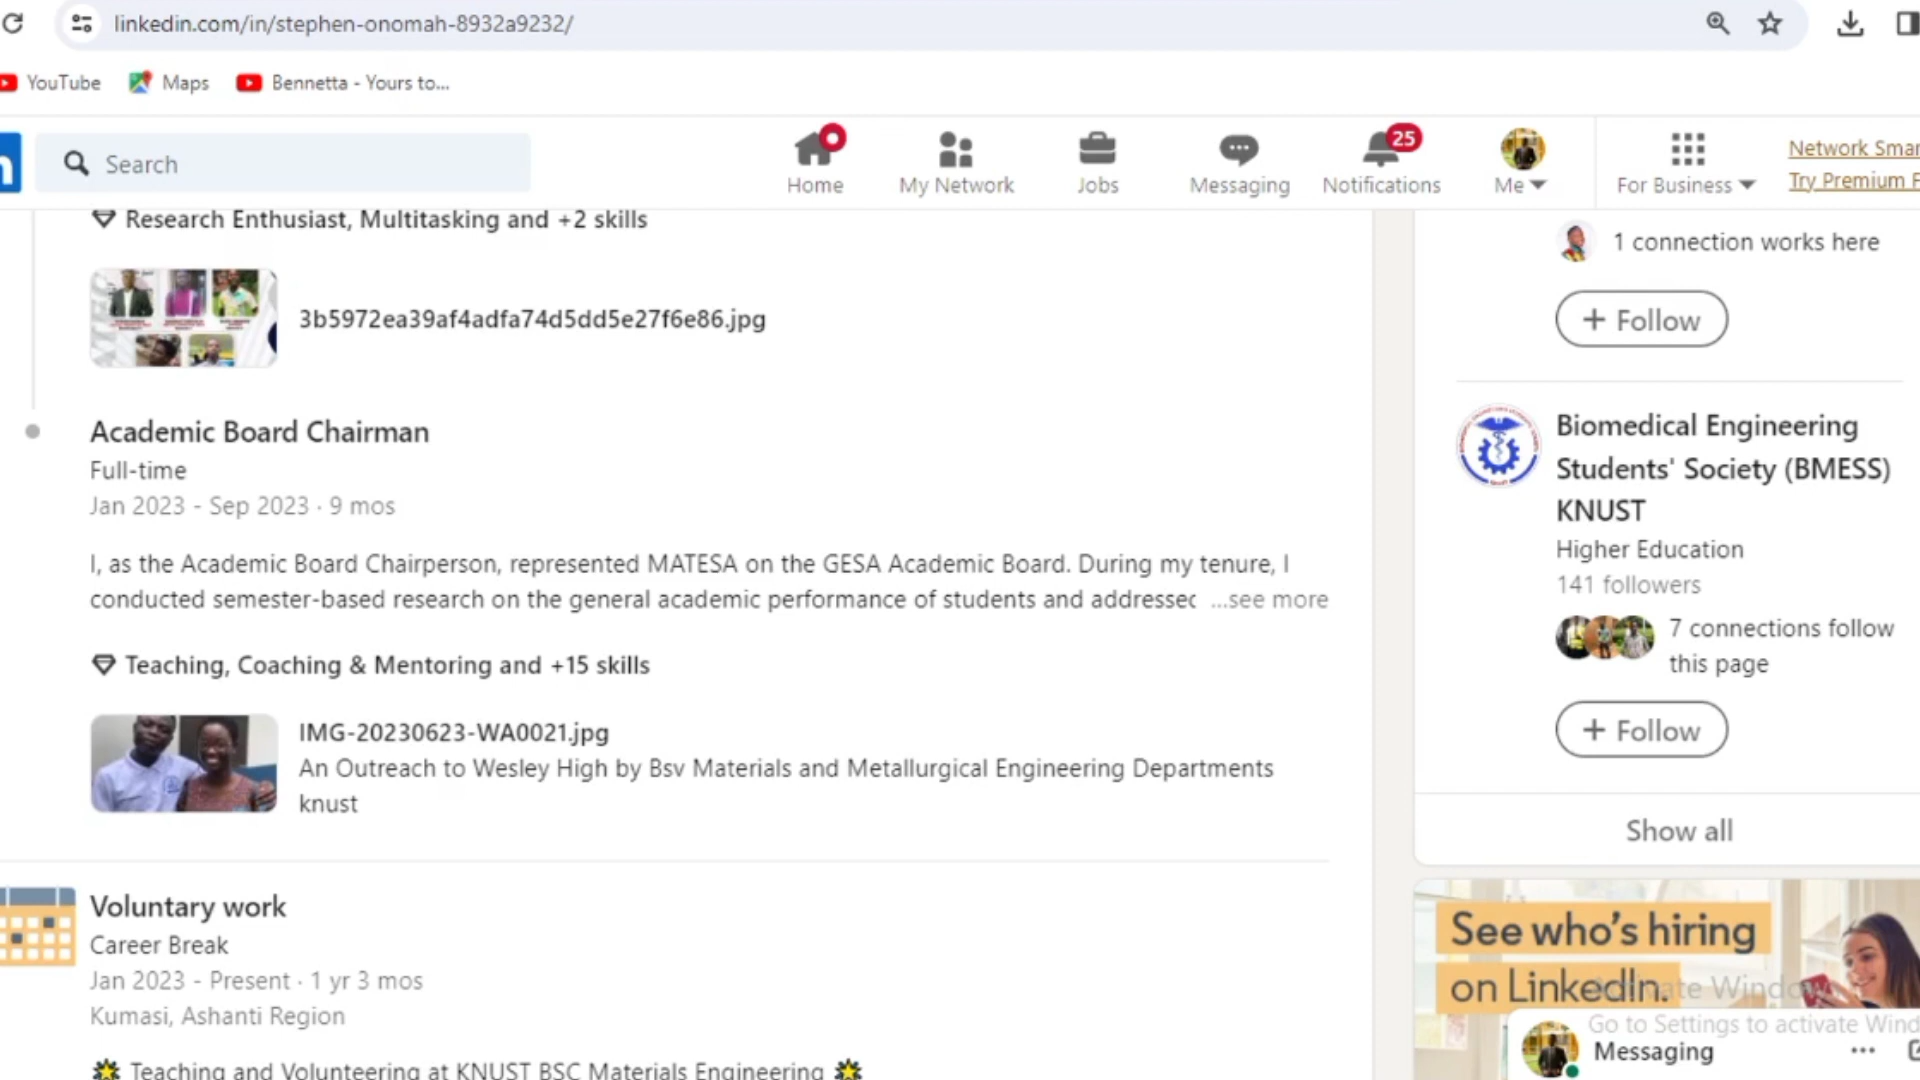 linkedin.com/in/stephen-onomah-8932a9232/
YouTube
Maps
Bennetta - Yours to...
Search
Home
My Network
Jobs
Messaging
25
Notifications
Me
For Business
Network Smar
Try Premium F
Research Enthusiast, Multitasking and +2 skills
3b5972ea39af4adfa74d5dd5e27f6e86.jpg
Academic Board Chairman
Full-time
Jan 2023 - Sep 2023 · 9 mos
I, as the Academic Board Chairperson, represented MATESA on the GESA Academic Board. During my tenure, I
conducted semester-based research on the general academic performance of students and addressec ...see more
Teaching, Coaching & Mentoring and +15 skills
IMG-20230623-WA0021.jpg
An Outreach to Wesley High by Bsv Materials and Metallurgical Engineering Departments
knust
Voluntary work
Career Break
Jan 2023 - Present · 1 yr 3 mos
Kumasi, Ashanti Region
Teaching and Volunteering at KNUST BSC Materials Engineering
1 connection works here
+ Follow
Biomedical Engineering
Students' Society (BMESS)
KNUST
Higher Education
141 followers
7 connections follow
this page
+ Follow
Show all
See who's hiring
on LinkedIn.
Activate Windows
Go to Settings to activate Wind
Messaging